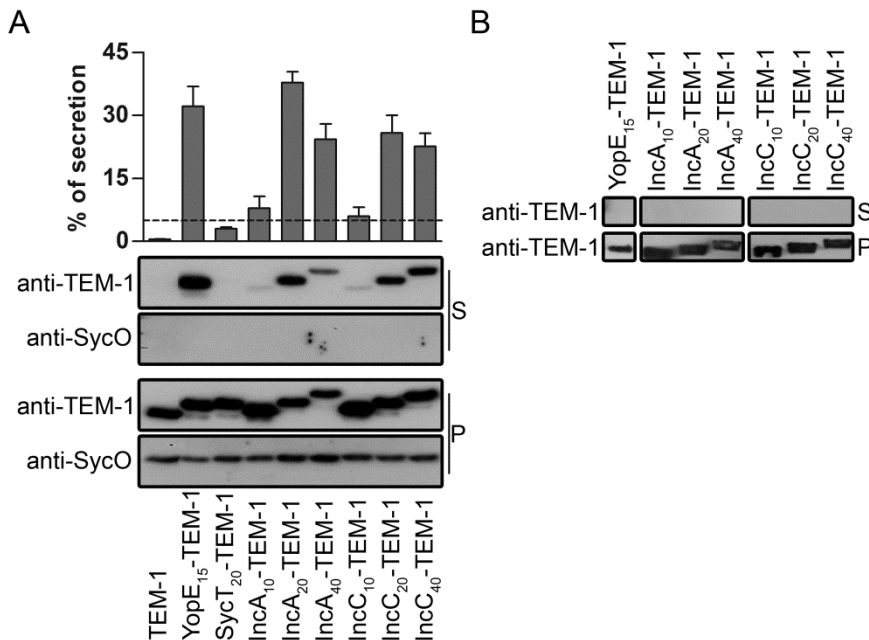 A
% of secretion
45
30
15
0
anti-TEM-1
anti-SycO
S
anti-TEM-1
anti-SycO
P
TEM-1
YopE₁₅-TEM-1
SycT₂₀-TEM-1
IncA₁₀-TEM-1
IncA₂₀-TEM-1
IncA₄₀-TEM-1
IncC₁₀-TEM-1
IncC₂₀-TEM-1
IncC₄₀-TEM-1
B
YopE₁₅-TEM-1
IncA₁₀-TEM-1
IncA₂₀-TEM-1
IncA₄₀-TEM-1
IncC₁₀-TEM-1
IncC₂₀-TEM-1
IncC₄₀-TEM-1
anti-TEM-1 S
anti-TEM-1 P